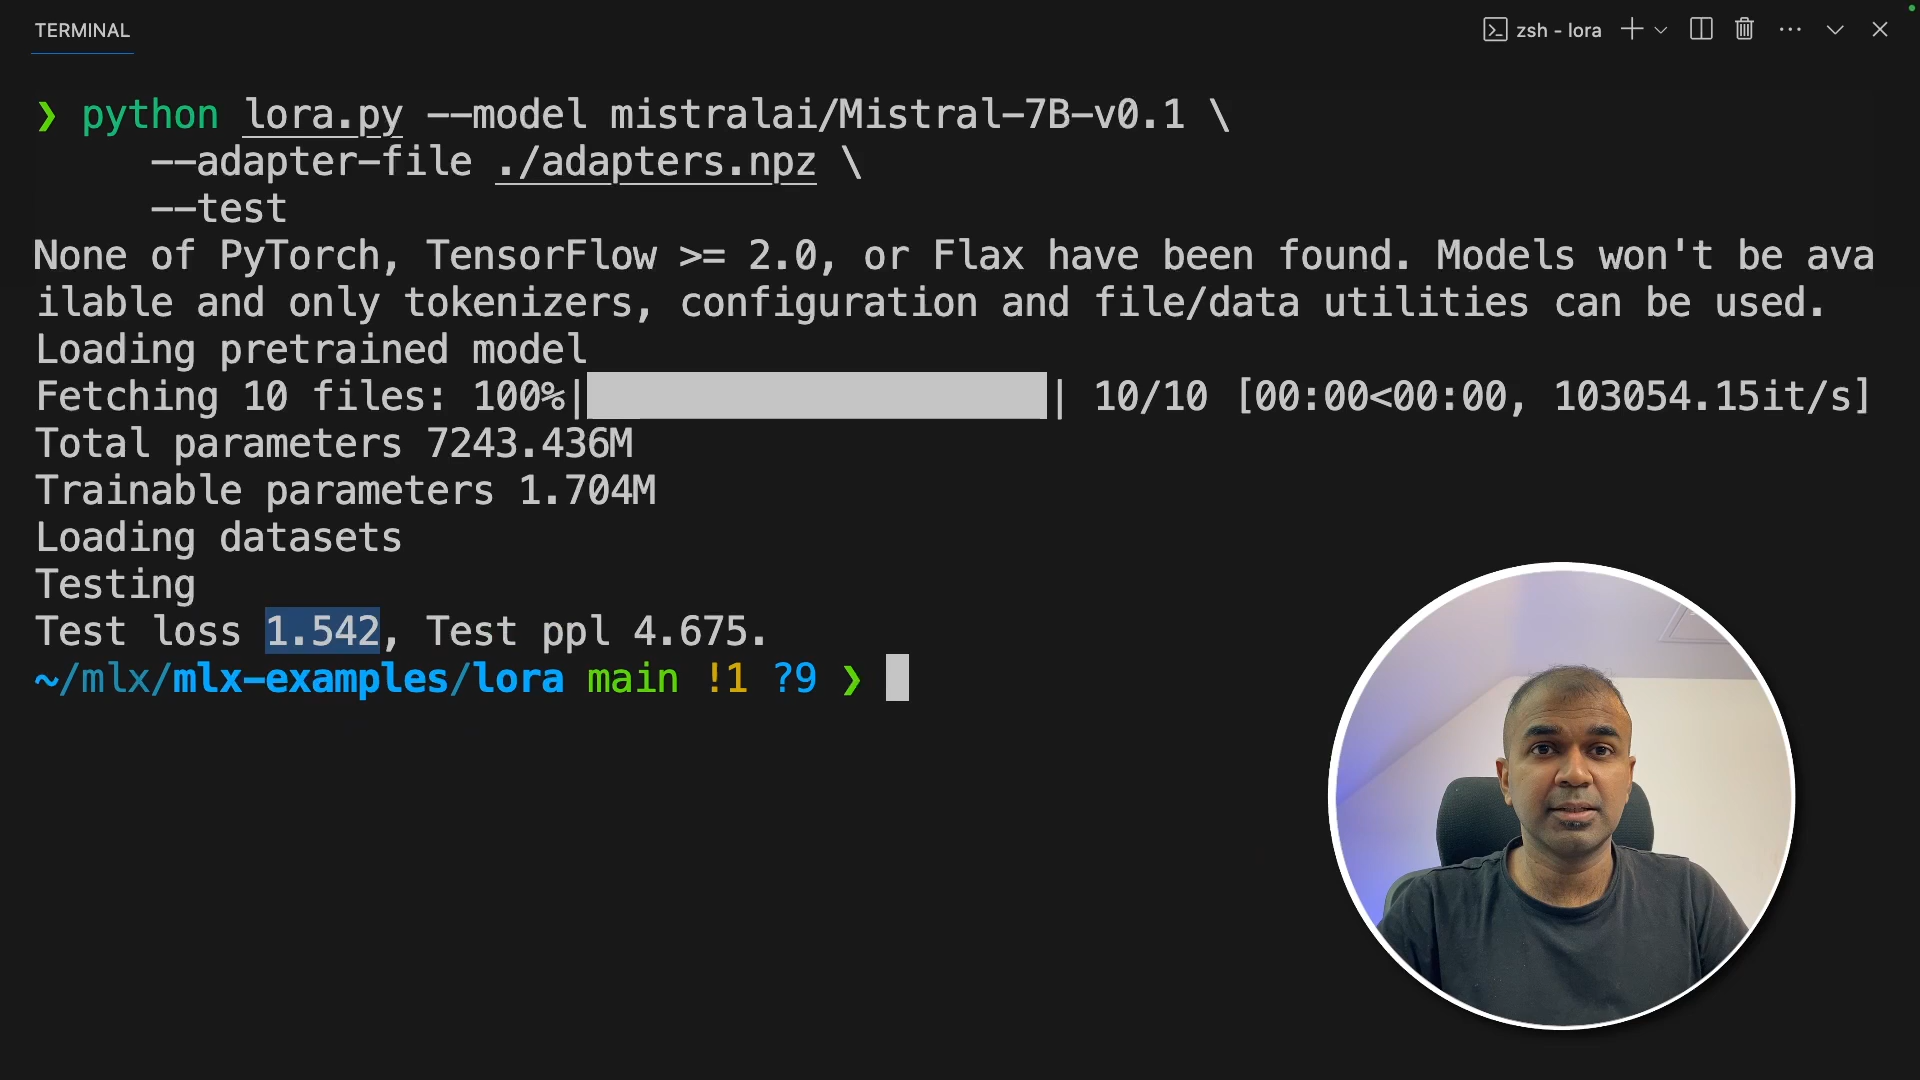 TERMINAL
zsh - lora
❯ python lora.py --model mistralai/Mistral-7B-v0.1 \
--adapter-file ./adapters.npz \
--test
None of PyTorch, TensorFlow >= 2.0, or Flax have been found. Models won't be ava
ilable and only tokenizers, configuration and file/data utilities can be used.
Loading pretrained model
Fetching 10 files: 100%|██████████| 10/10 [00:00<00:00, 103054.15it/s]
Total parameters 7243.436M
Trainable parameters 1.704M
Loading datasets
Testing
Test loss 1.542, Test ppl 4.675.
~/mlx/mlx-examples/lora main !1 ?9 ❯